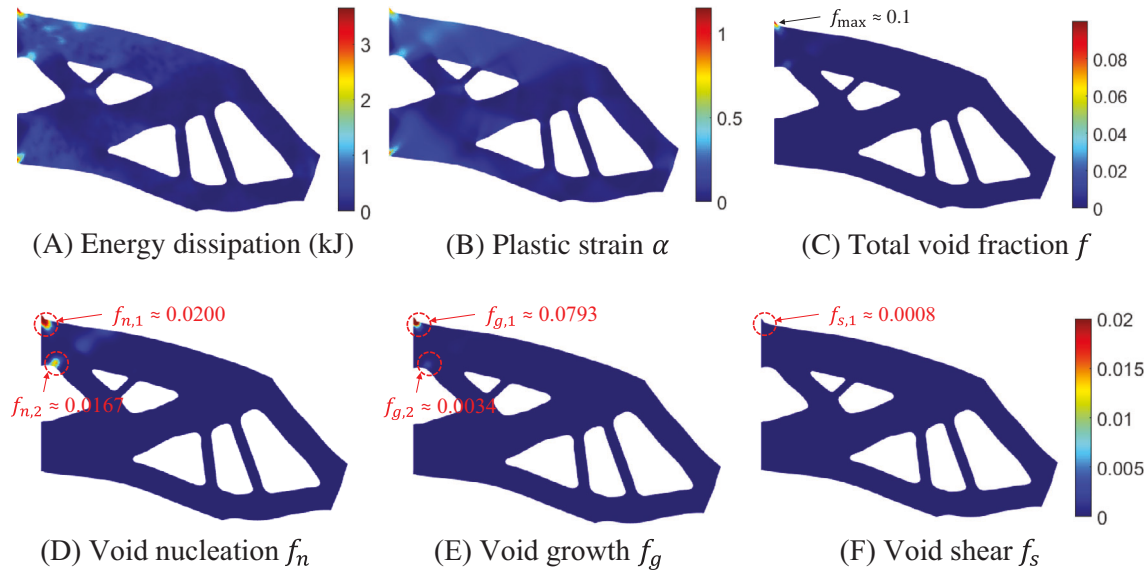 3
2
1
0
1
0.5
0
f_max ≈ 0.1
0.08
0.06
0.04
0.02
0
(A) Energy dissipation (kJ)
(B) Plastic strain α
(C) Total void fraction f
f_n,1 ≈ 0.0200
f_n,2 ≈ 0.0167
f_g,1 ≈ 0.0793
f_g,2 ≈ 0.0034
f_s,1 ≈ 0.0008
0.02
0.015
0.01
0.005
0
(D) Void nucleation f_n
(E) Void growth f_g
(F) Void shear f_s